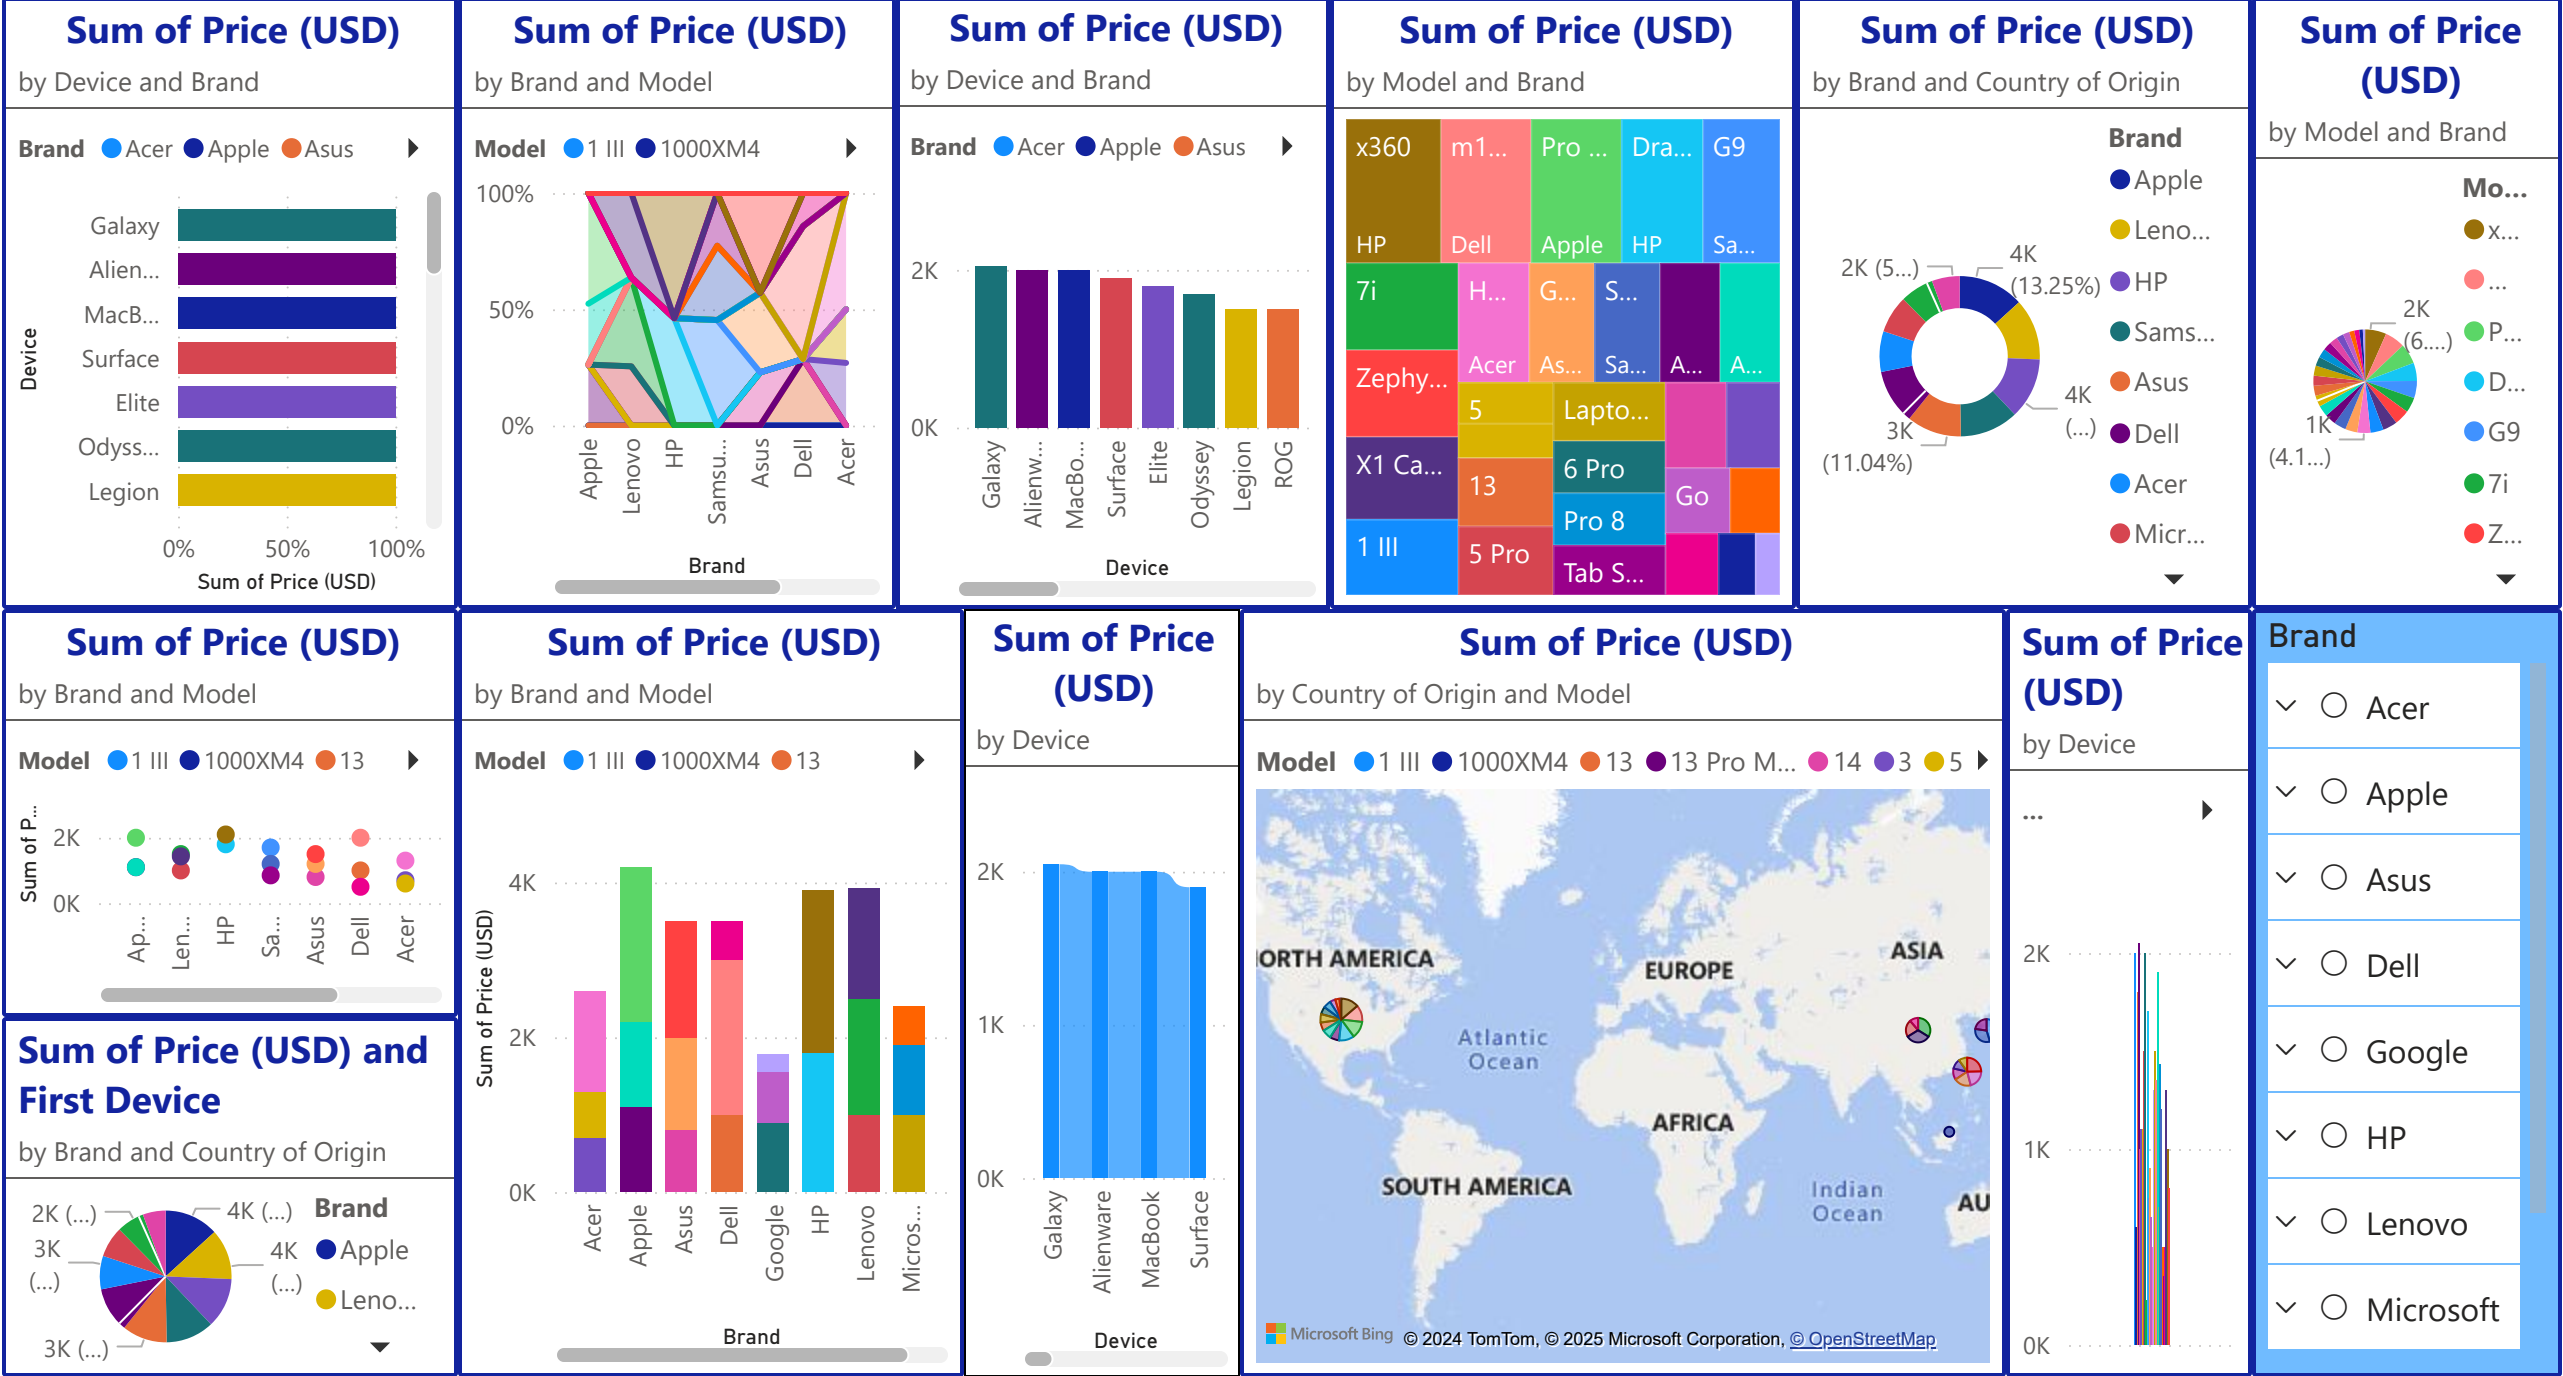 Sum of Price (USD)
by Device and Brand
Brand Acer Apple Asus
Device
Galaxy
Alien...
MacB...
Surface
Elite
Odyss...
Legion
0% 50% 100%
Sum of Price (USD)
Sum of Price (USD)
by Brand and Model
Model 1 III 1000XM4
100%
50%
0%
Apple Lenovo HP Samsu... Asus Dell Acer
Brand
Sum of Price (USD)
by Device and Brand
Brand Acer Apple Asus
2K
0K
Galaxy Alienw... MacBo... Surface Elite Odyssey Legion ROG
Device
Sum of Price (USD)
by Model and Brand
x360 m1... Pro ... Dra... G9
HP Dell Apple HP Sa...
7i H... G... S...
Acer As... Sa... A... A...
Zephy...
X1 Ca...
1 III
5 Lapto...
13 6 Pro Go
Pro 8
5 Pro Tab S...
Sum of Price (USD)
by Brand and Country of Origin
2K (5...) 4K
(13.25%)
4K
(...)
3K
(11.04%)
Brand
Apple
Leno...
HP
Sams...
Asus
Dell
Acer
Micr...
Sum of Price
(USD)
by Model and Brand
2K
(6....)
1K
(4.1...)
Mo...
x...
...
P...
D...
G9
7i
Z...
Sum of Price (USD)
by Brand and Model
Model 1 III 1000XM4 13
Sum of P...
2K
0K
Ap... Len... HP Sa... Asus Dell Acer
Sum of Price (USD) and
First Device
by Brand and Country of Origin
2K (...) 4K (...)
3K
(...)
4K
(...)
3K (...)
Brand
Apple
Leno...
Sum of Price (USD)
by Brand and Model
Model 1 III 1000XM4 13
Sum of Price (USD)
4K
2K
0K
Acer Apple Asus Dell Google HP Lenovo Micros...
Brand
Sum of Price
(USD)
by Device
2K
1K
0K
Galaxy Alienware MacBook Surface
Device
Sum of Price (USD)
by Country of Origin and Model
Model 1 III 1000XM4 13 13 Pro M... 14 3 5
ORTH AMERICA
EUROPE
ASIA
Atlantic
Ocean
AFRICA
SOUTH AMERICA
Indian
Ocean
AU
Microsoft Bing © 2024 TomTom, © 2025 Microsoft Corporation, © OpenStreetMap
Sum of Price
(USD)
by Device
...
2K
1K
0K
Brand
Acer
Apple
Asus
Dell
Google
HP
Lenovo
Microsoft